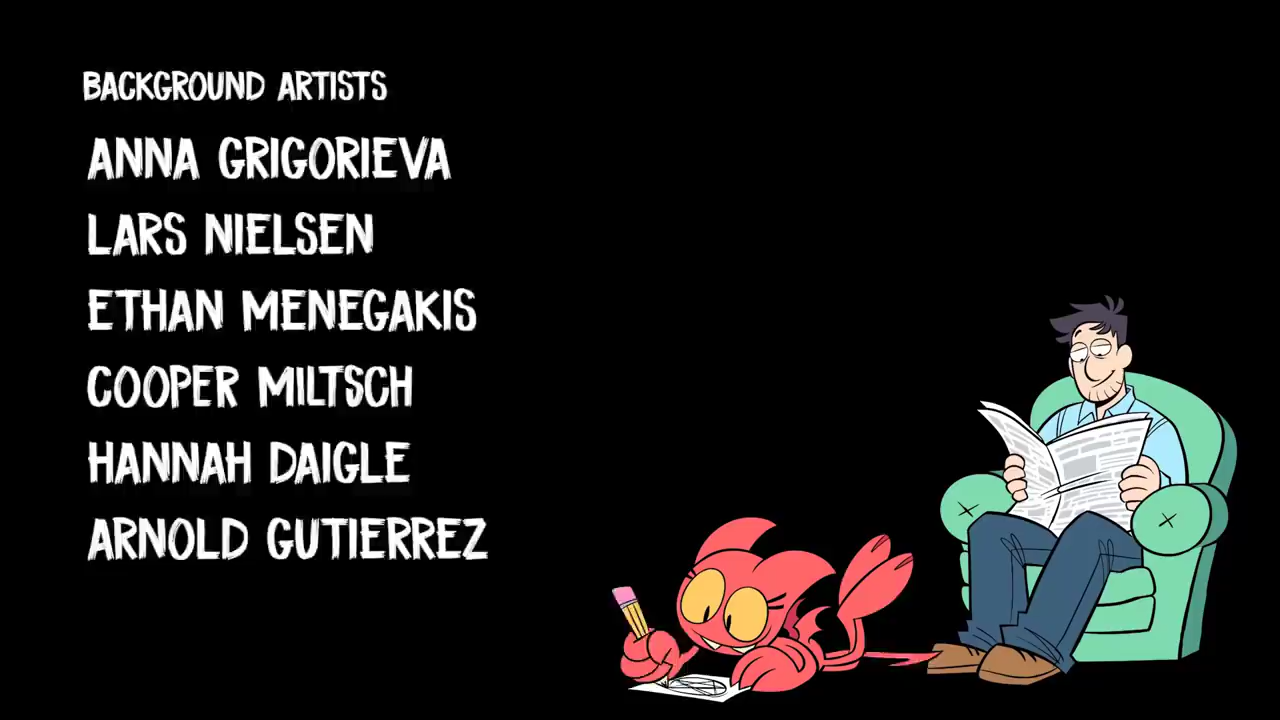 BACKGROUND ARTISTS
ANNA GRIGORIEVA
LARS NIELSEN
ETHAN MENEGAKIS
COOPER MILTSCH
HANNAH DAIGLE
ARNOLD GUTIERREZ